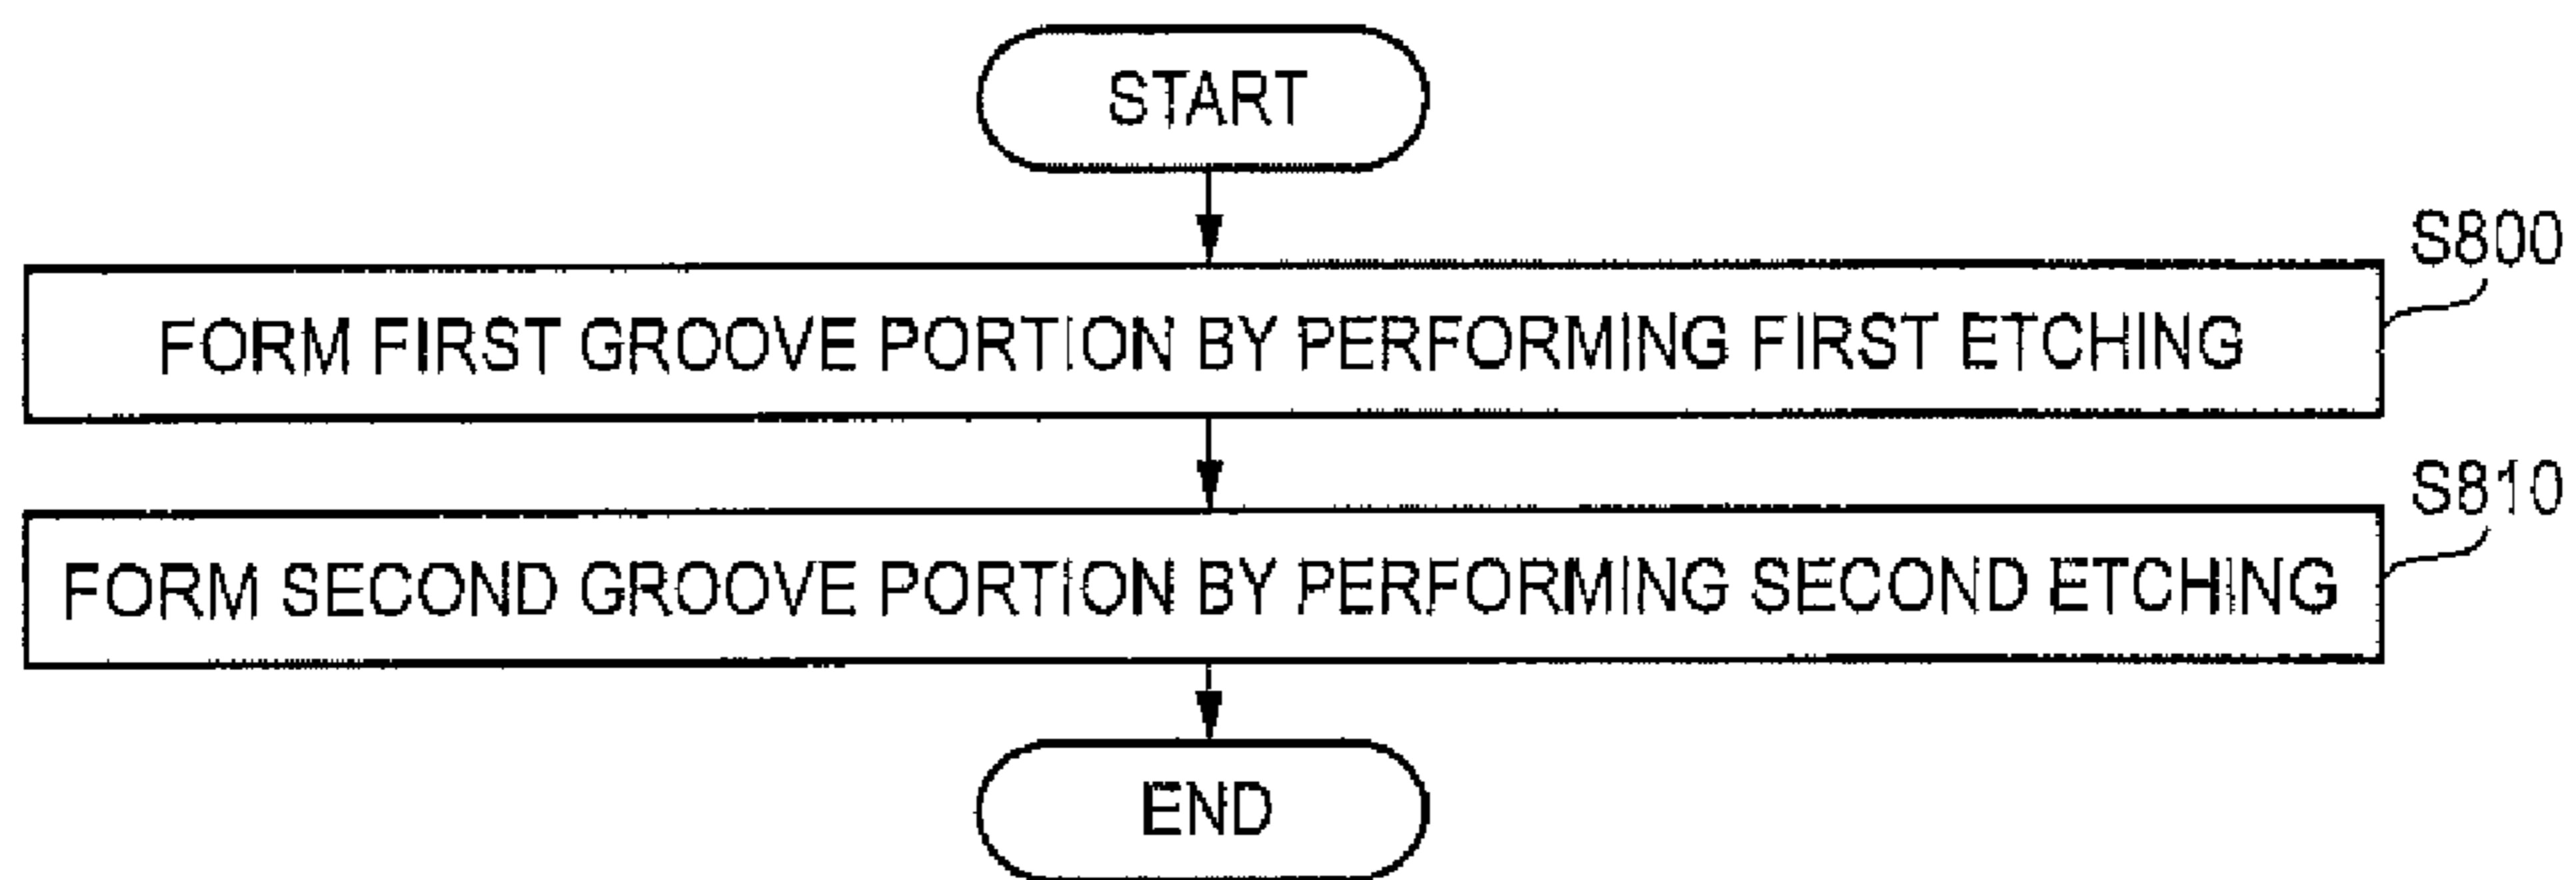 START
S800
FORM FIRST GROOVE PORTION BY PERFORMING FIRST ETCHING
S810
FORM SECOND GROOVE PORTION BY PERFORMING SECOND ETCHING
END